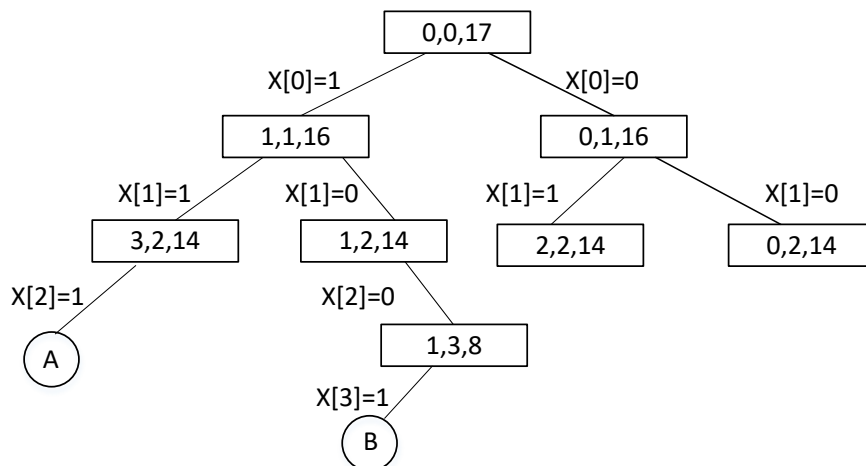 0,0,17
X[0]=1
X[0]=0
1,1,16
0,1,16
X[1]=1
X[1]=0
X[1]=1
X[1]=0
3,2,14
1,2,14
2,2,14
0,2,14
X[2]=1
X[2]=0
A
1,3,8
X[3]=1
B